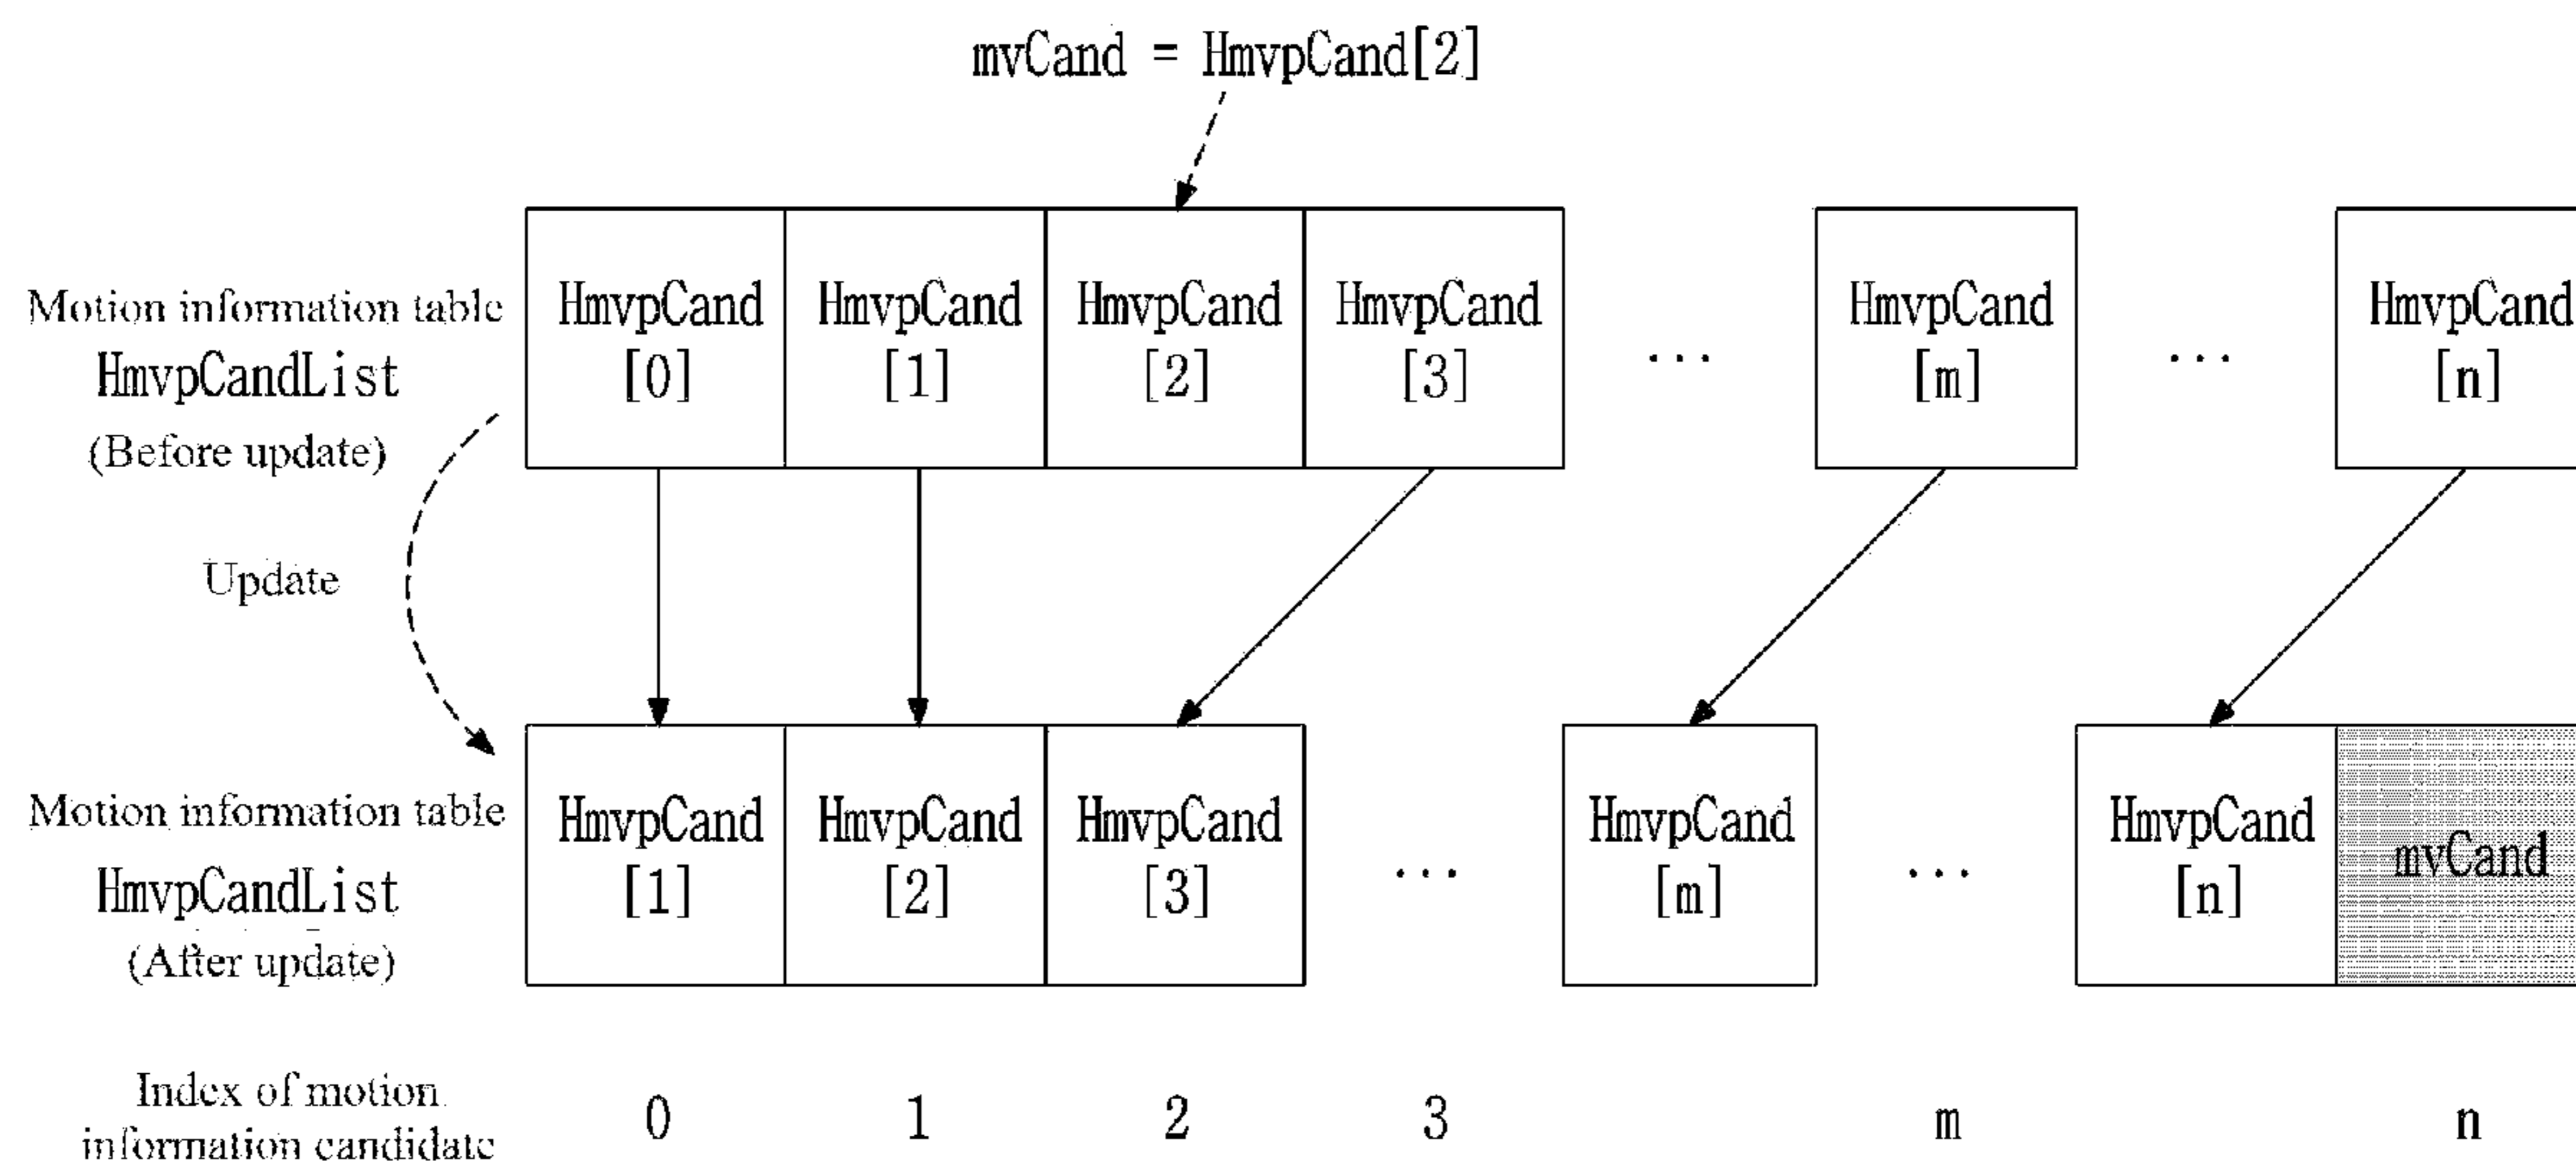 mvCand = HmvpCand[2]
Motion information table
HmvpCandList
(Before update)
HmvpCand
[0]
HmvpCand
[1]
HmvpCand
[2]
HmvpCand
[3]
...
HmvpCand
[m]
...
HmvpCand
[n]
Update
Motion information table
HmvpCandList
(After update)
HmvpCand
[1]
HmvpCand
[2]
HmvpCand
[3]
...
HmvpCand
[m]
...
HmvpCand
[n]
mvCand
Index of motion
information candidate
0
1
2
3
m
n